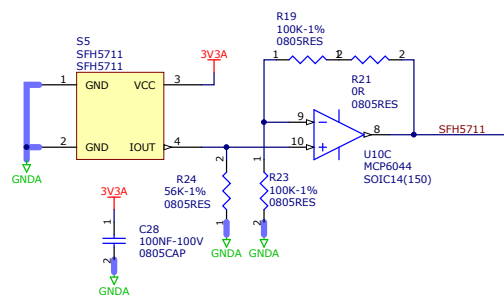 S5
SFH5711
SFH5711
1
GND
VCC
3
3V3A
2
GND
IOUT
4
GNDA
3V3A
1
2
C28
100NF-100V
0805CAP
GNDA
R24
56K-1%
0805RES
2
1
GNDA
R23
100K-1%
0805RES
1
2
GNDA
R19
100K-1%
0805RES
1
2
1
2
R21
0R
0805RES
9
10
8
U10C
MCP6044
SOIC14(150)
SFH5711